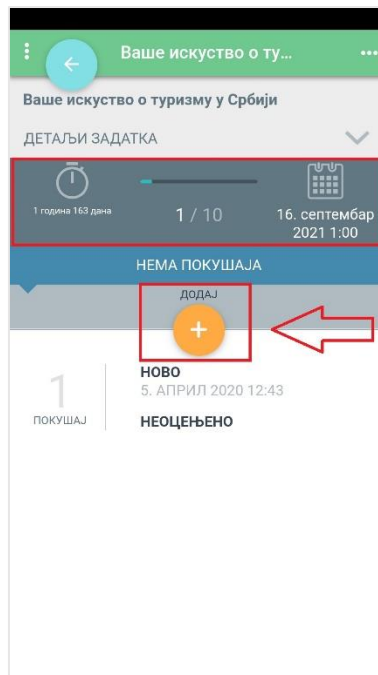 Ваше искуство о ту...
Ваше искуство о туризму у Србији
ДЕТАЉИ ЗАДАТКА
1 година 163 дана
1 / 10
16. септембар
2021 1:00
НЕМА ПОКУШАЈА
ДОДАЈ
1
ПОКУШАЈ
НОВО
5. АПРИЛ 2020 12:43
НЕОЦЕЊЕНО